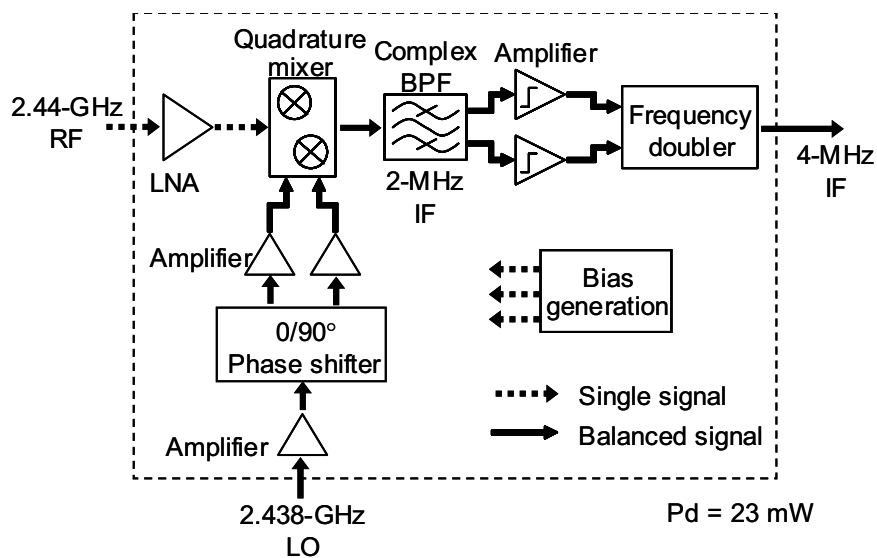 Quadrature
mixer
Complex
BPF
Amplifier
2.44-GHz
RF
LNA
2-MHz
IF
Frequency
doubler
4-MHz
IF
Amplifier
0/90°
Phase shifter
Bias
generation
Amplifier
Single signal
Balanced signal
2.438-GHz
LO
Pd = 23 mW